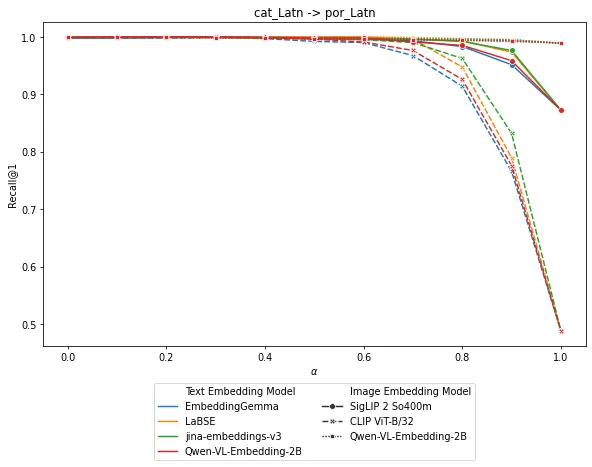 cat_Latn -> por_Latn
Recall@1
1.0
0.9
0.8
0.7
0.6
0.5
0.0 0.2 0.4 0.6 0.8 1.0
α
Text Embedding Model Image Embedding Model
EmbeddingGemma SigLIP 2 So400m
LaBSE CLIP ViT-B/32
jina-embeddings-v3 Qwen-VL-Embedding-2B
Qwen-VL-Embedding-2B